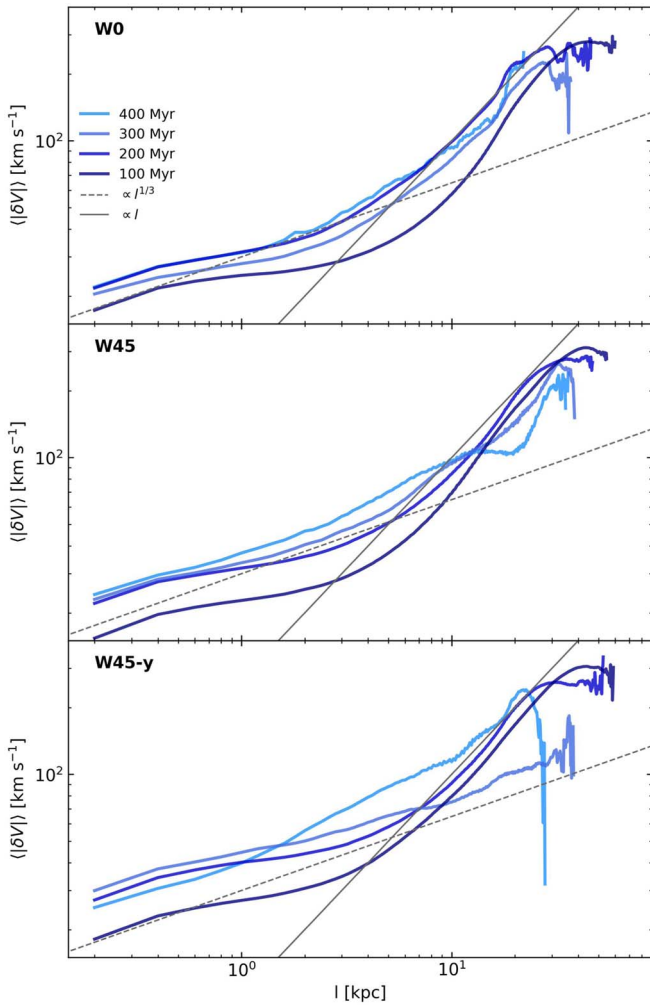 W0
400 Myr
300 Myr
200 Myr
100 Myr
∝ l^{1/3}
∝ l
10²
⟨|δV|⟩ [km s⁻¹]
W45
10²
⟨|δV|⟩ [km s⁻¹]
W45-y
10²
⟨|δV|⟩ [km s⁻¹]
10⁰ 10¹
l [kpc]